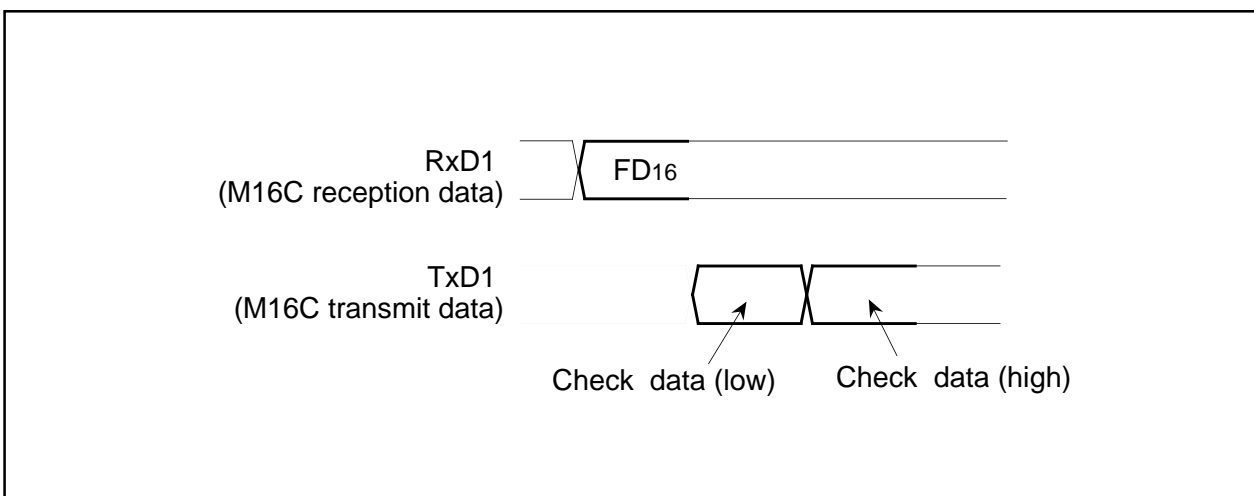 RxD1
(M16C reception data)
FD16
TxD1
(M16C transmit data)
Check data (low)
Check data (high)